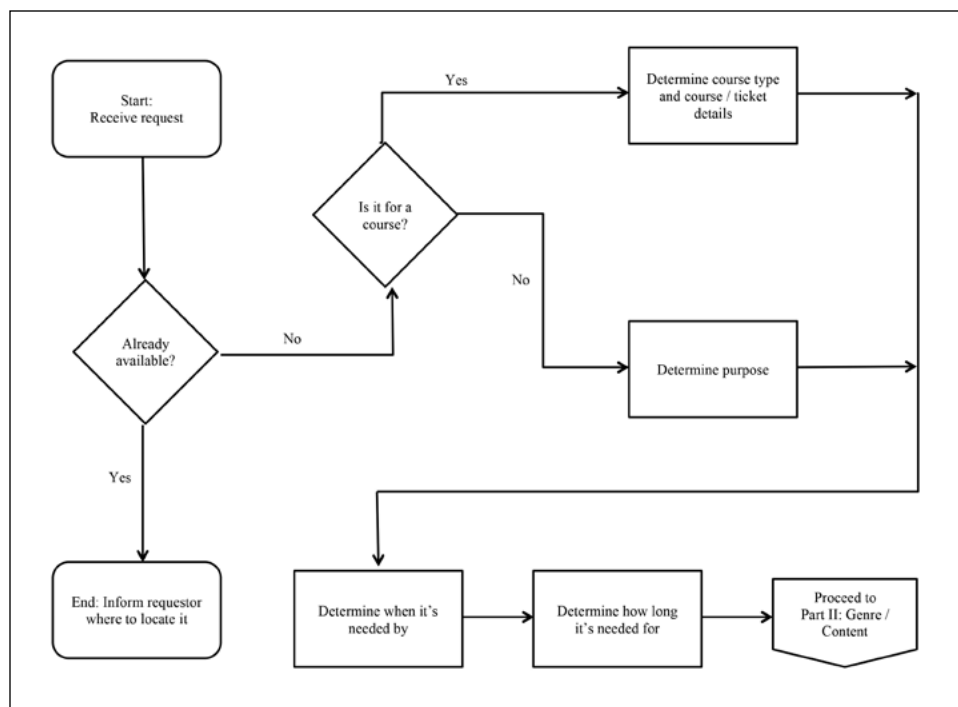 Start:
Receive request
Already
available?
Yes
End: Inform requestor
where to locate it
No
Is it for a
course?
Yes
Determine course type
and course / ticket
details
No
Determine purpose
Determine when it’s
needed by
Determine how long
it’s needed for
Proceed to
Part II: Genre /
Content